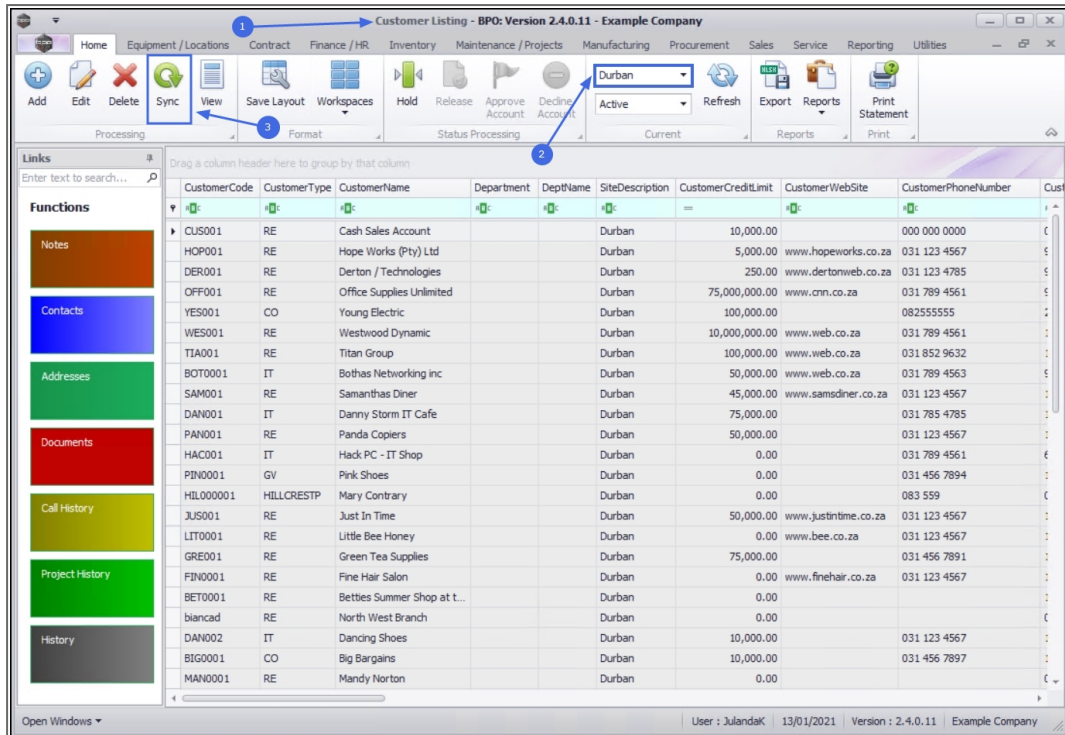 1
Customer Listing - BPO: Version 2.4.0.11 - Example Company
Home Equipment / Locations Contract Finance / HR Inventory Maintenance / Projects Manufacturing Procurement Sales Service Reporting Utilities
Add Edit Delete Sync View Save Layout Workspaces Hold Release Approve Account Decline Account
Durban
Active
Refresh Export Reports Print Statement
3
2
Processing Format Status Processing Current Reports Print
Links
Enter text to search...
Functions
Notes
Contacts
Addresses
Documents
Call History
Project History
History
Drag a column header here to group by that column
CustomerCode CustomerType CustomerName Department DeptName SiteDescription CustomerCreditLimit CustomerWebSite CustomerPhoneNumber
CUS001 RE Cash Sales Account Durban 10,000.00 000 000 0000
HOP001 RE Hope Works (Pty) Ltd Durban 5,000.00 www.hopeworks.co.za 031 123 4567
DER001 RE Derton / Technologies Durban 250.00 www.dertonweb.co.za 031 123 4785
OFF001 RE Office Supplies Unlimited Durban 75,000,000.00 www.cnn.co.za 031 789 4561
YES001 CO Young Electric Durban 100,000.00 082555555
WES001 RE Westwood Dynamic Durban 10,000,000.00 www.web.co.za 031 789 4561
TIA001 RE Titan Group Durban 100,000.00 www.web.co.za 031 852 9632
BOT0001 IT Bothas Networking inc Durban 50,000.00 www.web.co.za 031 789 4563
SAM001 RE Samanthas Diner Durban 45,000.00 www.samsdiner.co.za 031 123 4567
DAN001 IT Danny Storm IT Cafe Durban 75,000.00 031 785 4785
PAN001 RE Panda Copiers Durban 50,000.00 031 123 4567
HAC001 IT Hack PC - IT Shop Durban 0.00 031 789 4561
PIN0001 GV Pink Shoes Durban 0.00 031 456 7894
HIL000001 HILLCRESTP Mary Contrary Durban 0.00 083 559
JUS001 RE Just In Time Durban 50,000.00 www.justintime.co.za 031 123 4567
LIT0001 RE Little Bee Honey Durban 0.00 www.bee.co.za 031 123 4567
GRE001 RE Green Tea Supplies Durban 75,000.00 031 456 7891
FIN0001 RE Fine Hair Salon Durban 0.00 www.finehair.co.za 031 123 4567
BET0001 RE Betties Summer Shop at t... Durban 0.00
biancad RE North West Branch Durban 0.00
DAN002 IT Dancing Shoes Durban 10,000.00 031 123 4567
BIG0001 CO Big Bargains Durban 10,000.00 031 456 7897
MAN0001 RE Mandy Norton Durban 0.00
Open Windows User : JulandaK 13/01/2021 Version : 2.4.0.11 Example Company